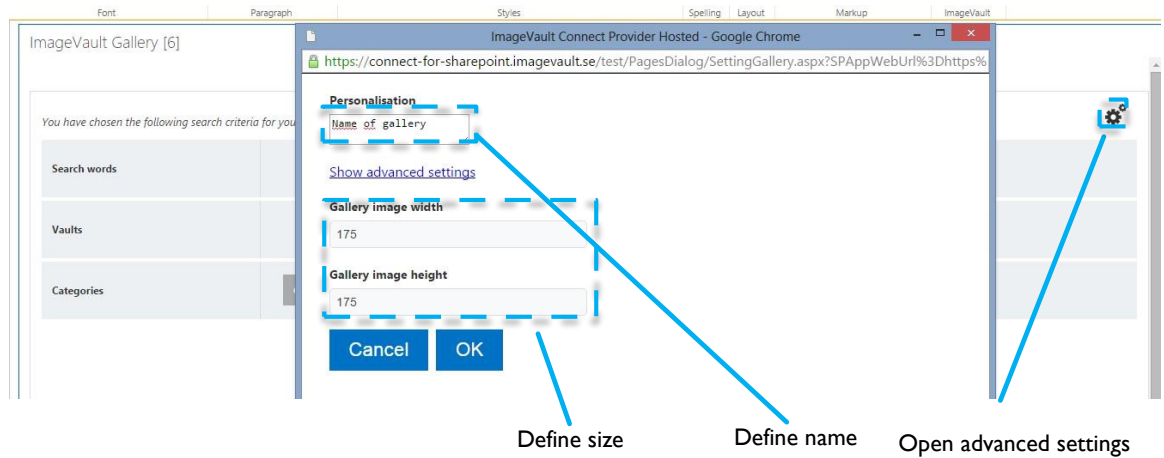 Font Paragraph Styles Spelling Layout Markup ImageVault
ImageVault Gallery [6]
ImageVault Connect Provider Hosted - Google Chrome
https://connect-for-sharepoint.imagevault.se/test/PagesDialog/SettingGallery.aspx?SPAppWebUrl%3Dhttps%
Personalisation
Name of gallery
You have chosen the following search criteria for you
Search words
Show advanced settings
Gallery image width
Vaults
175
Gallery image height
Categories
175
Cancel OK
Define size Define name Open advanced settings